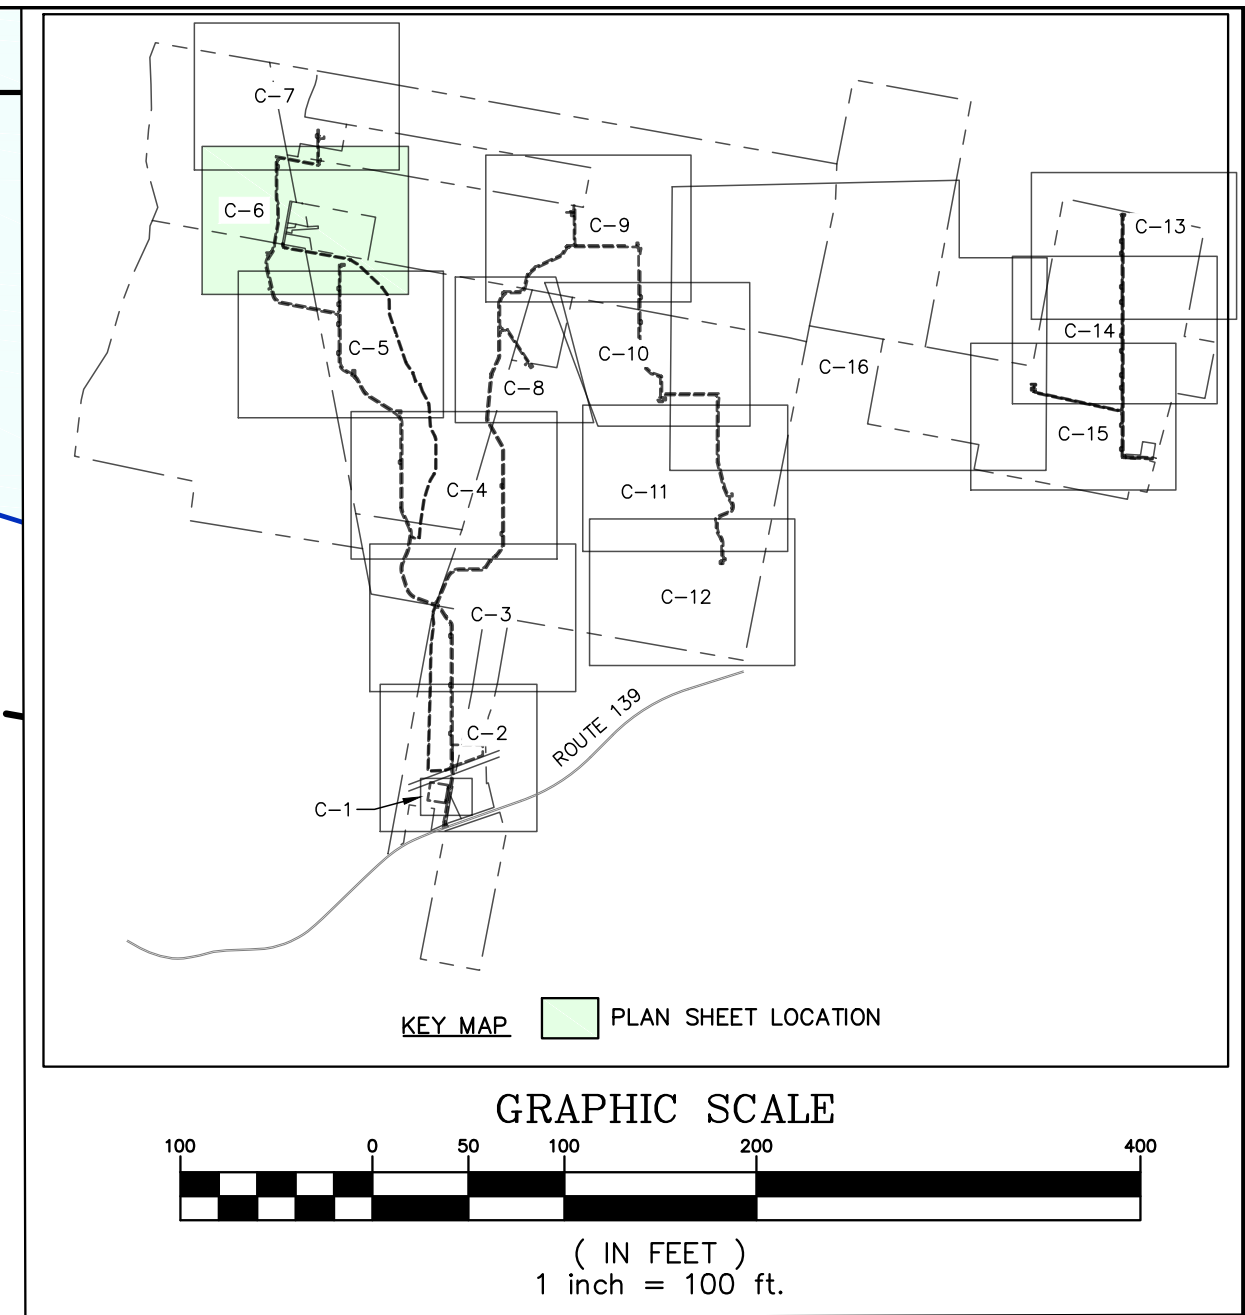 C-7
C-6
C-9
C-13
C-14
C-5
C-10
C-16
C-8
C-15
C-4
C-11
C-12
C-3
C-2
ROUTE 139
C-1
KEY MAP
PLAN SHEET LOCATION
GRAPHIC SCALE
100 0 50 100 200 400
( IN FEET )
1 inch = 100 ft.